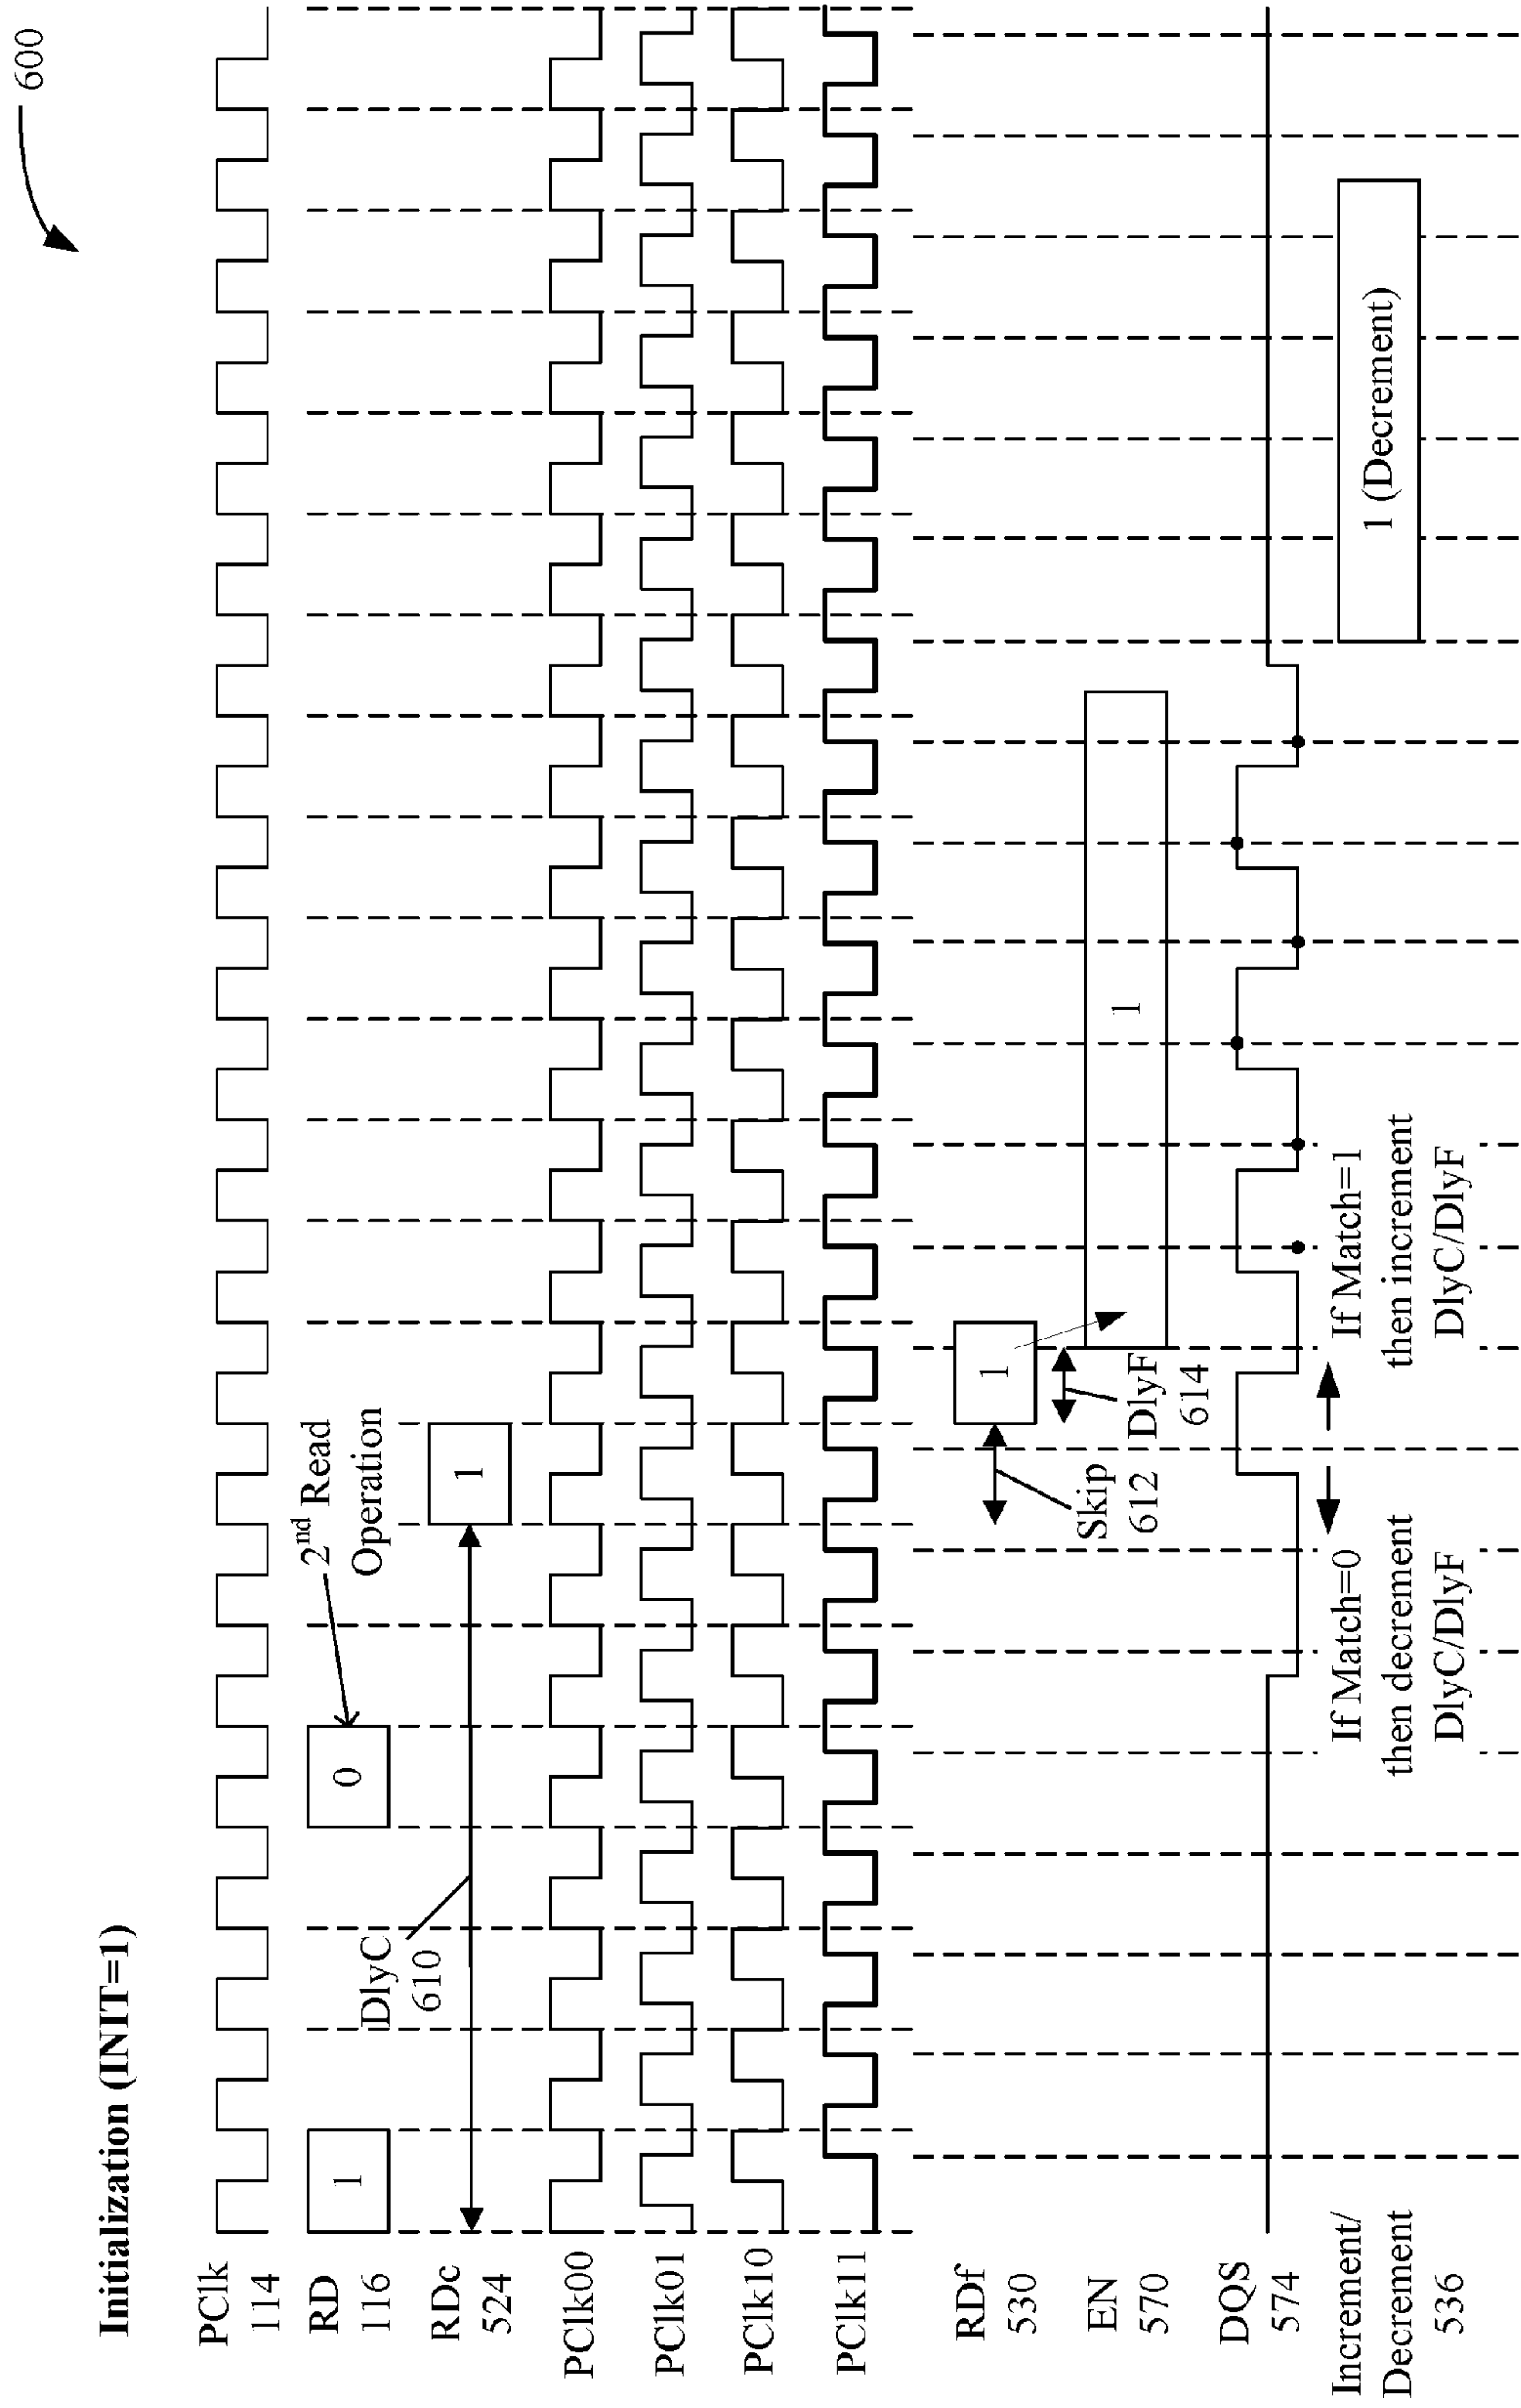 600
Initialization (INIT=1)
PClk
114
RD
116
1
0
2nd Read
Operation
RDc
524
DlyC
610
1
PClk00
PClk01
PClk10
PClk11
RDf
530
Skip
612
1
DlyF
614
EN
570
1
DQS
574
Increment/
Decrement
536
If Match=0
then decrement
DlyC/DlyF
If Match=1
then increment
DlyC/DlyF
1 (Decrement)